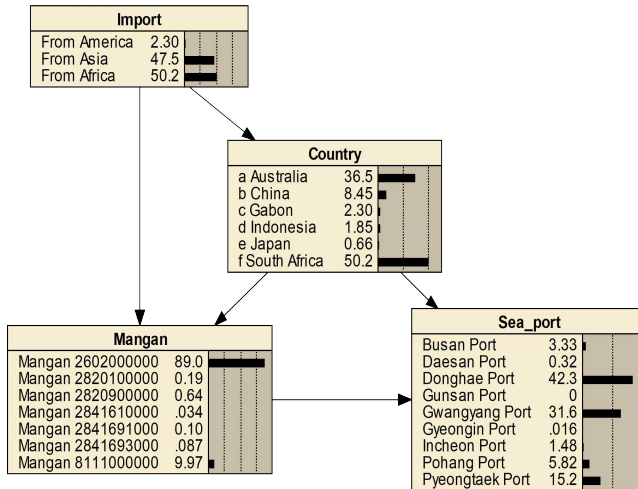 Import
From America 2.30
From Asia 47.5
From Africa 50.2
Country
a Australia 36.5
b China 8.45
c Gabon 2.30
d Indonesia 1.85
e Japan 0.66
f South Africa 50.2
Mangan
Mangan 2602000000 89.0
Mangan 2820100000 0.19
Mangan 2820900000 0.64
Mangan 2841610000 .034
Mangan 2841691000 0.10
Mangan 2841693000 .087
Mangan 8111000000 9.97
Sea_port
Busan Port 3.33
Daesan Port 0.32
Donghae Port 42.3
Gunsan Port 0
Gwangyang Port 31.6
Gyeongin Port .016
Incheon Port 1.48
Pohang Port 5.82
Pyeongtaek Port 15.2